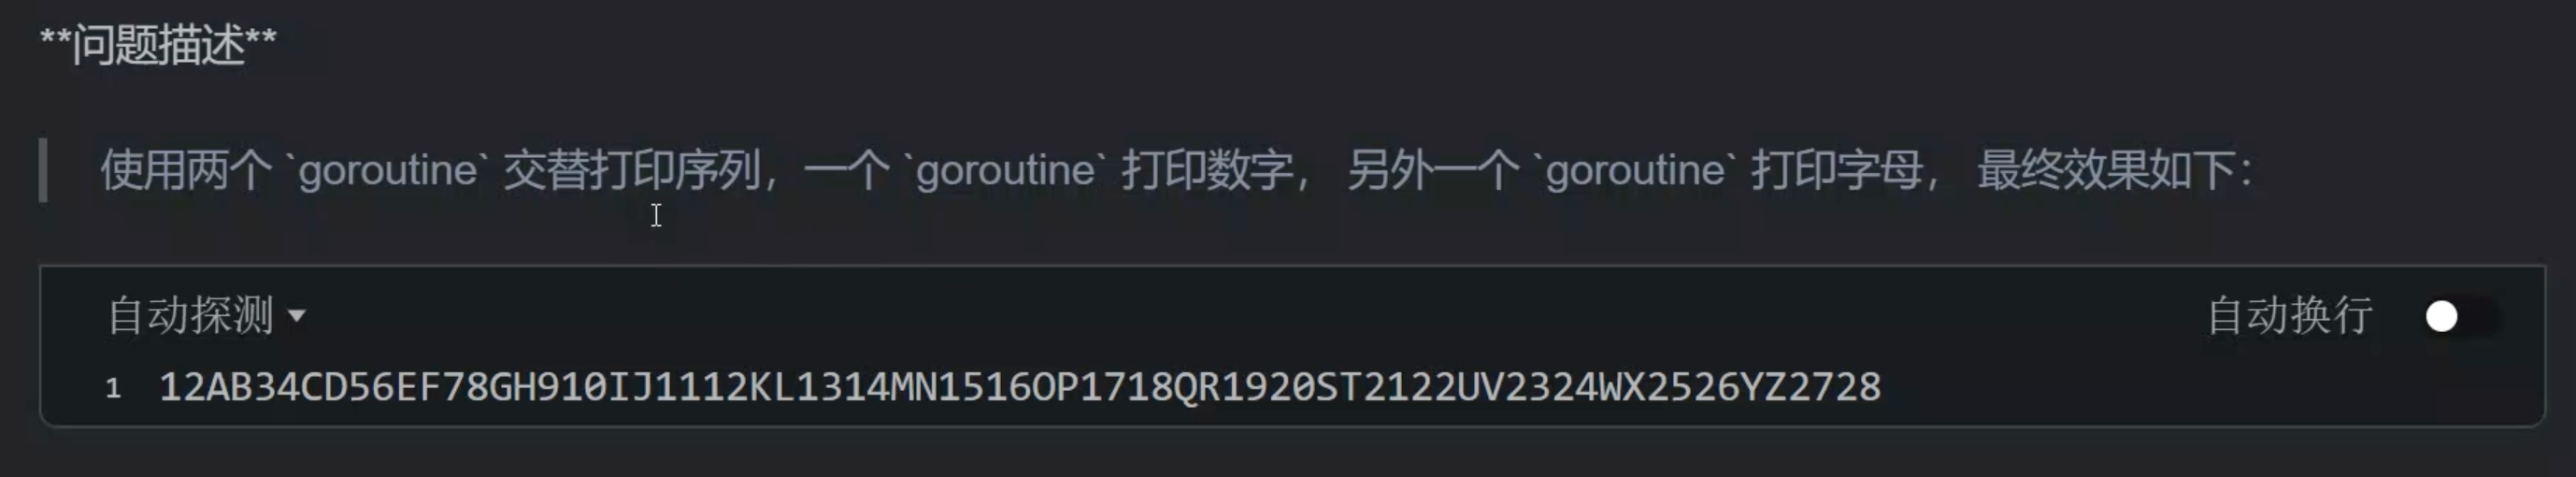 **问题描述**
使用两个 `goroutine` 交替打印序列，一个 `goroutine` 打印数字， 另外一个 `goroutine` 打印字母， 最终效果如下：
自动探测 自动换行
1 12AB34CD56EF78GH910IJ1112KL1314MN1516OP1718QR1920ST2122UV2324WX2526YZ2728